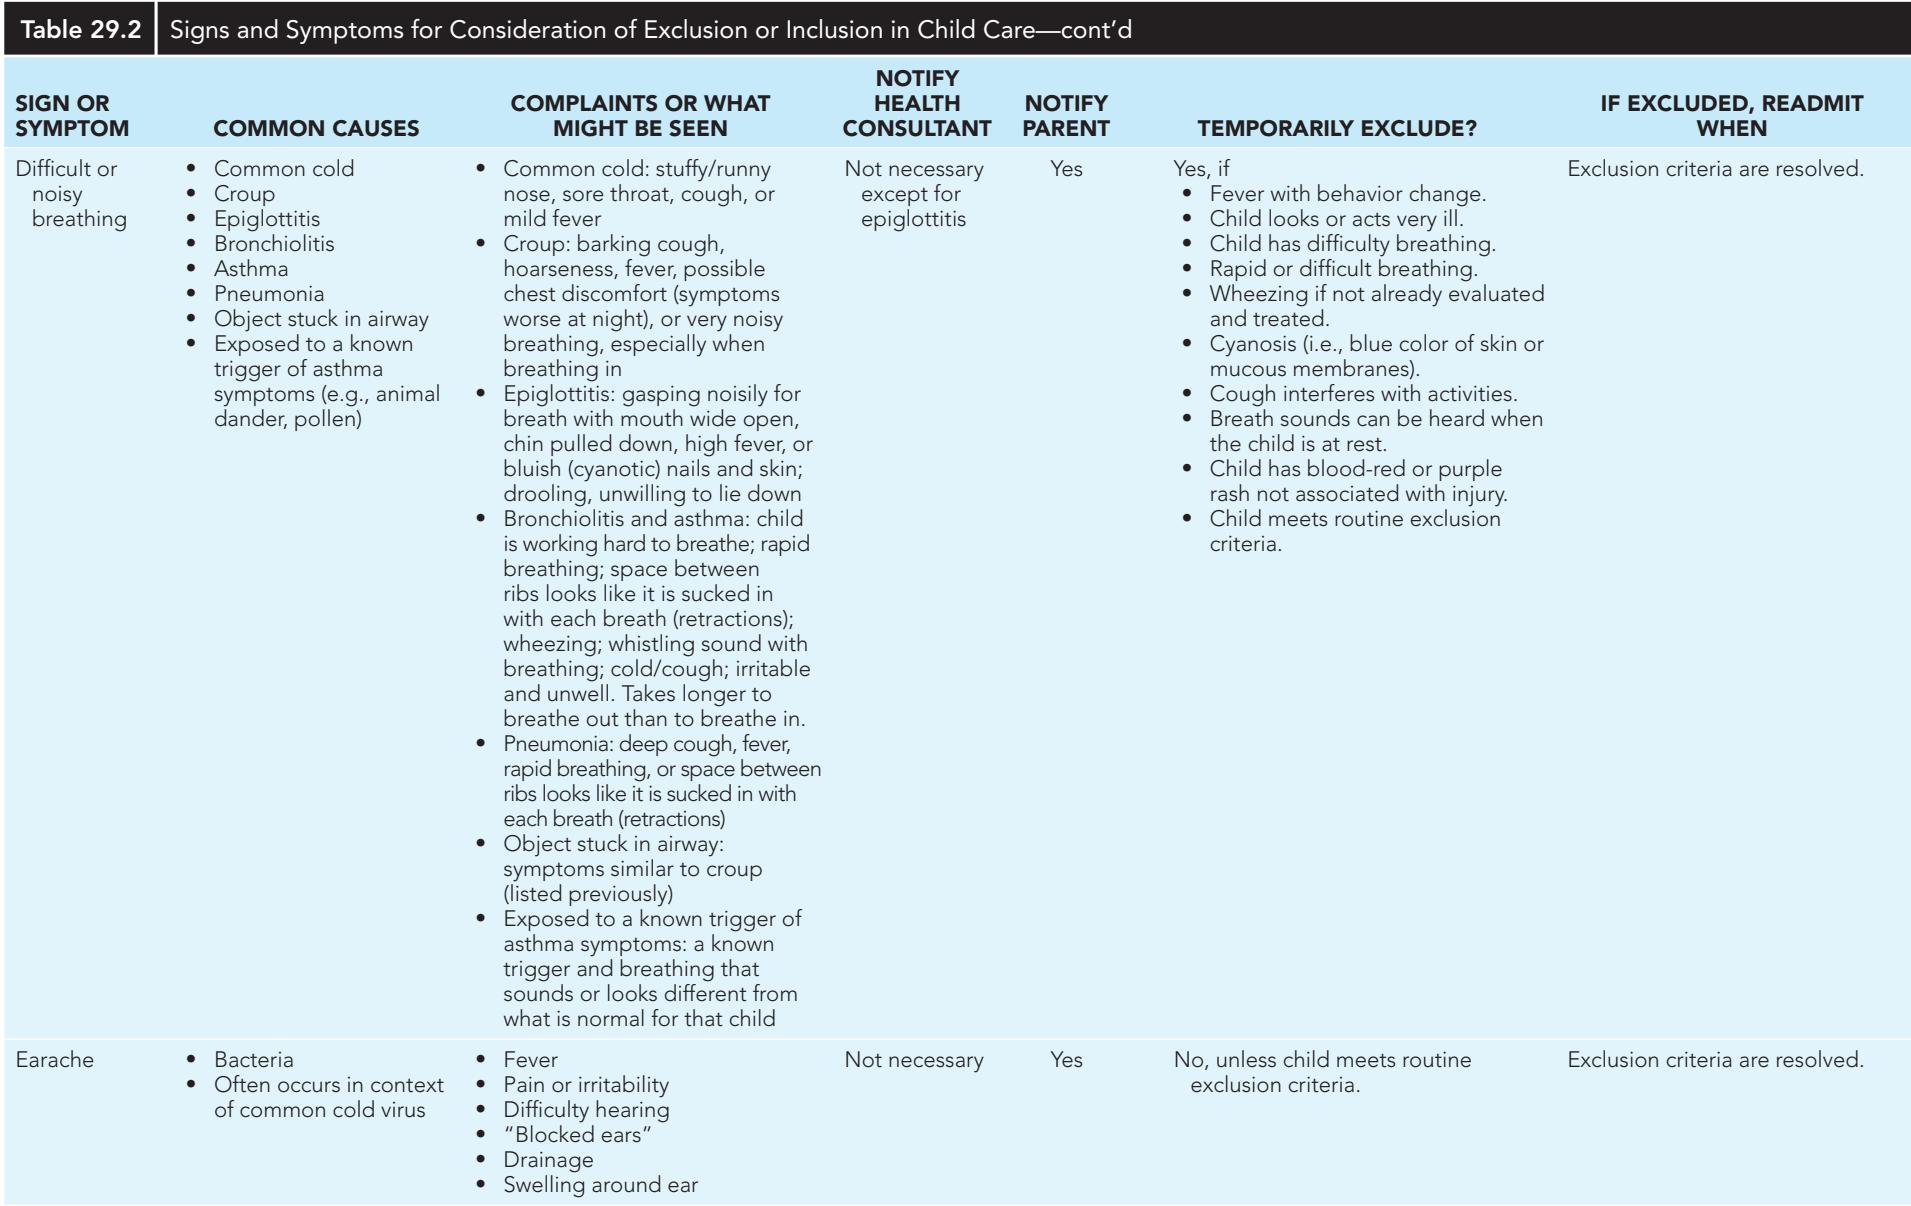 Table 29.2 Signs and Symptoms for Consideration of Exclusion or Inclusion in Child Care—cont'd
SIGN OR
SYMPTOM
COMMON CAUSES
COMPLAINTS OR WHAT
MIGHT BE SEEN
NOTIFY
HEALTH
CONSULTANT
NOTIFY
PARENT
TEMPORARILY EXCLUDE?
IF EXCLUDED, READMIT
WHEN
Difficult or
noisy
breathing
• Common cold
• Croup
• Epiglottitis
• Bronchiolitis
• Asthma
• Pneumonia
• Object stuck in airway
• Exposed to a known
trigger of asthma
symptoms (e.g., animal
dander, pollen)
• Common cold: stuffy/runny
nose, sore throat, cough, or
mild fever
• Croup: barking cough,
hoarseness, fever, possible
chest discomfort (symptoms
worse at night), or very noisy
breathing, especially when
breathing in
• Epiglottitis: gasping noisily for
breath with mouth wide open,
chin pulled down, high fever, or
bluish (cyanotic) nails and skin;
drooling, unwilling to lie down
• Bronchiolitis and asthma: child
is working hard to breathe; rapid
breathing; space between
ribs looks like it is sucked in
with each breath (retractions);
wheezing; whistling sound with
breathing; cold/cough; irritable
and unwell. Takes longer to
breathe out than to breathe in.
• Pneumonia: deep cough, fever,
rapid breathing, or space between
ribs looks like it is sucked in with
each breath (retractions)
• Object stuck in airway:
symptoms similar to croup
(listed previously)
• Exposed to a known trigger of
asthma symptoms: a known
trigger and breathing that
sounds or looks different from
what is normal for that child
Not necessary
except for
epiglottitis
Yes
Yes, if
• Fever with behavior change.
• Child looks or acts very ill.
• Child has difficulty breathing.
• Rapid or difficult breathing.
• Wheezing if not already evaluated
and treated.
• Cyanosis (i.e., blue color of skin or
mucous membranes).
• Cough interferes with activities.
• Breath sounds can be heard when
the child is at rest.
• Child has blood-red or purple
rash not associated with injury.
• Child meets routine exclusion
criteria.
Exclusion criteria are resolved.
Earache
• Bacteria
• Often occurs in context
of common cold virus
• Fever
• Pain or irritability
• Difficulty hearing
• "Blocked ears"
• Drainage
• Swelling around ear
Not necessary
Yes
No, unless child meets routine
exclusion criteria.
Exclusion criteria are resolved.